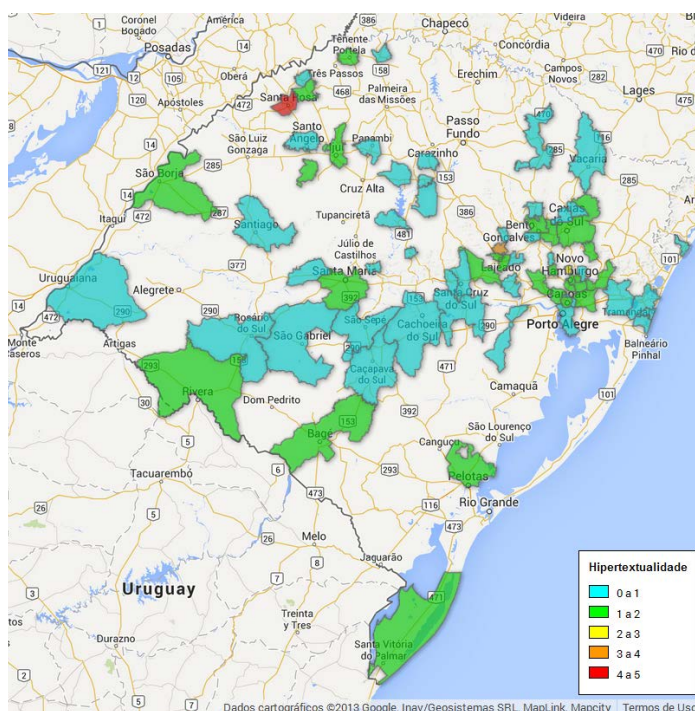 América
Coronel
Bogado
Chapecó
Videira
Posadas
Tenente
Portela
Concórdia
Oberá
Três Passos
Erechim
Campos
Novos
Apóstoles
Santa Rosa
Palmeira
das Missões
Lages
São Luiz
Gonzaga
Santo
Ângelo
Ijuí
Panambi
Passo
Fundo
Carazinho
Vacaria
São Borja
Cruz Alta
Itaqui
Santiago
Tupanciretã
Júlio de
Castilhos
Bento
Gonçalves
Caxias
do Sul
Uruguaiana
Alegrete
Santa Maria
Lajeado
Novo
Hamburgo
Canoas
Rosário
do Sul
São Gabriel
São Sepé
Cachoeira
do Sul
Santa Cruz
do Sul
Porto Alegre
Tramandaí
Monte
Caseros
Artigas
Caçapava
do Sul
Balneário
Pinhal
Rivera
Dom Pedrito
Camaquã
Bagé
Canguçu
São Lourenço
do Sul
Pelotas
Rio Grande
Tacuarembó
Melo
Jaguarão
Uruguay
Treinta
y Tres
Durazno
Santa Vitória
do Palmar
Hipertextualidade
0 a 1
1 a 2
2 a 3
3 a 4
4 a 5
Dados cartográficos ©2013 Google, Inav/Geosistemas SRL, MapLink, Mapcity
Termos de Uso